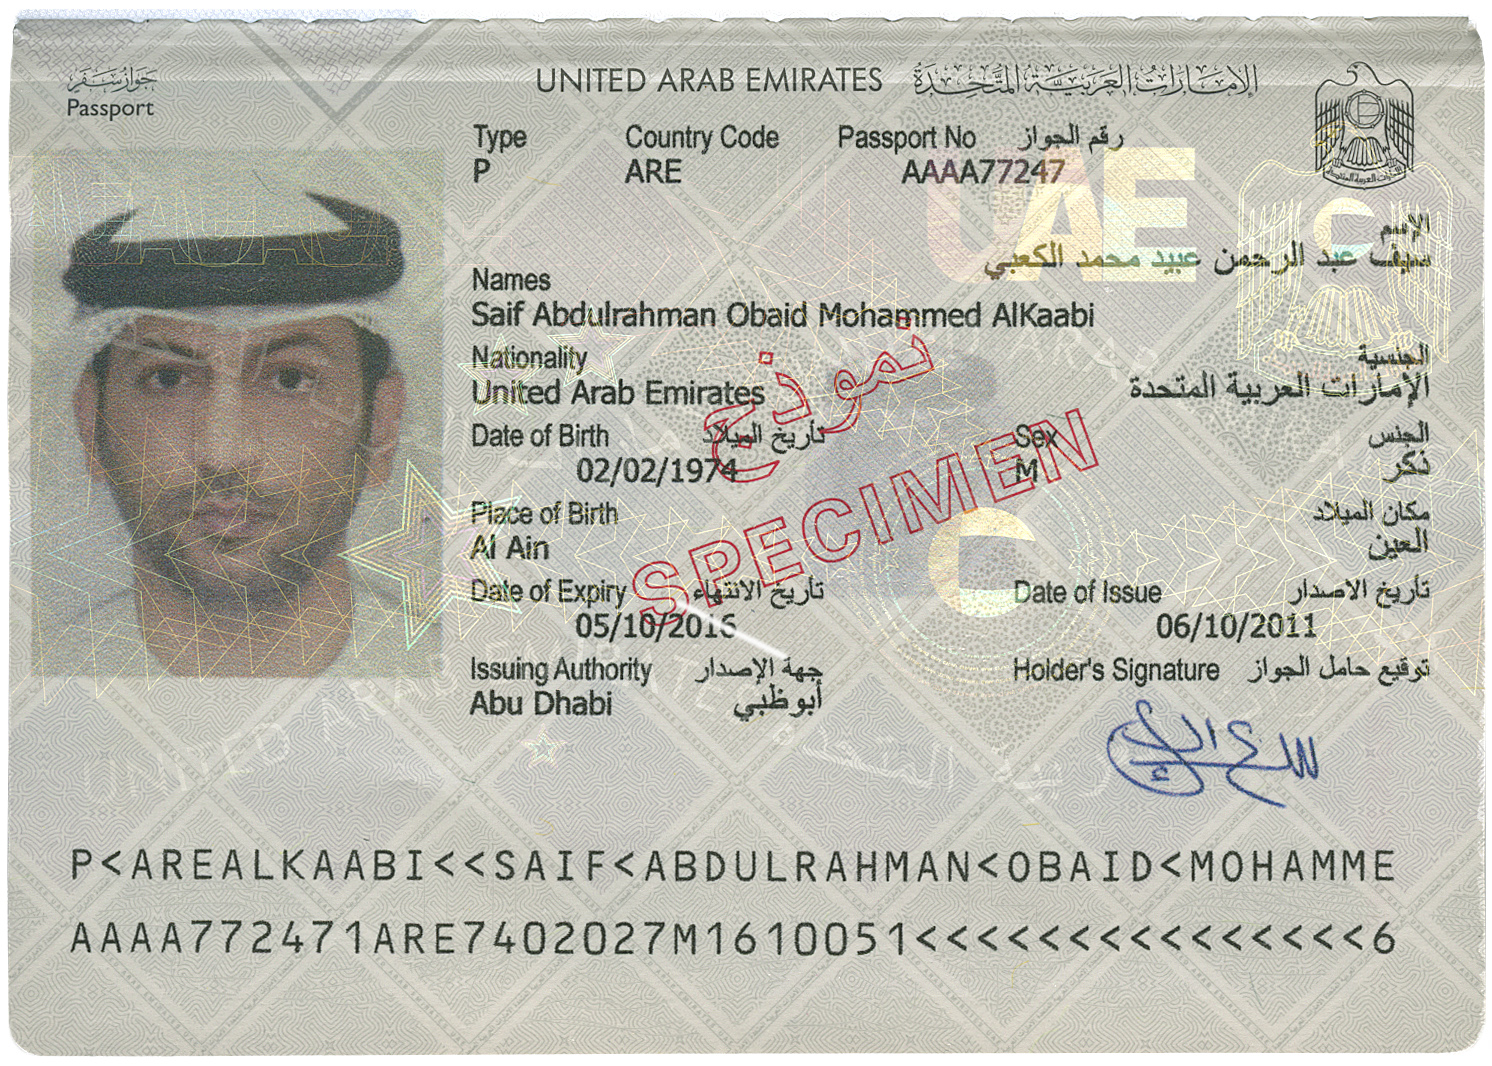 جواز سفر
Passport
UNITED ARAB EMIRATES الإمارات العربية المتحدة
Type Country Code Passport No رقم الجواز
P ARE AAAA77247
UAE
الإسم
سيف عبد الرحمن عبيد محمد الكعبي
Names
Saif Abdulrahman Obaid Mohammed AlKaabi
Nationality الجنسية
United Arab Emirates الإمارات العربية المتحدة
نموذج
Date of Birth تأريخ الميلاد Sex الجنس
02/02/1974 M ذكر
SPECIMEN
Place of Birth مكان الميلاد
Al Ain العين
Date of Expiry تأريخ الانتهاء Date of Issue تأريخ الاصدار
05/10/2016 06/10/2011
Issuing Authority جهة الإصدار Holder's Signature توقيع حامل الجواز
Abu Dhabi أبوظبي
P<AREALKAABI<<SAIF<ABDULRAHMAN<OBAID<MOHAMME
AAAA772471ARE7402027M1610051<<<<<<<<<<<<<<<6